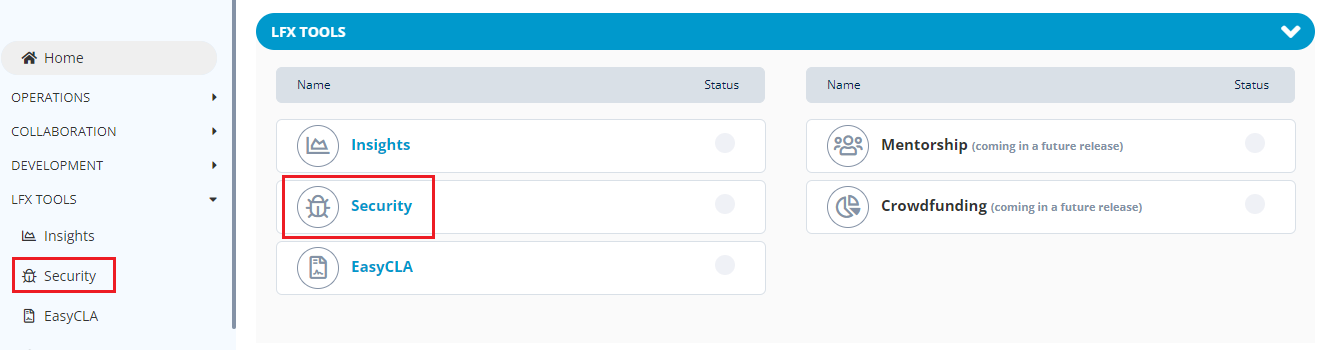 Home
OPERATIONS
COLLABORATION
DEVELOPMENT
LFX TOOLS
Insights
Security
EasyCLA
LFX TOOLS
Name Status
Insights
Security
EasyCLA
Name Status
Mentorship (coming in a future release)
Crowdfunding (coming in a future release)